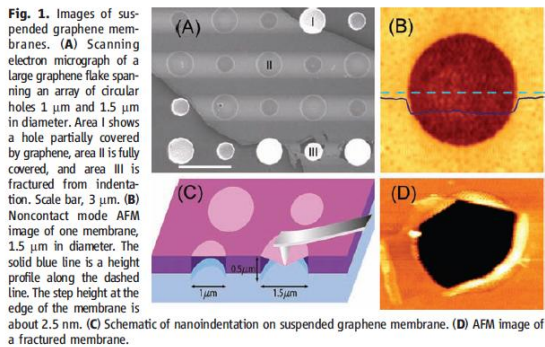 Fig. 1. Images of sus-
pended graphene mem-
branes. (A) Scanning
electron micrograph of a
large graphene flake span-
ning an array of circular
holes 1 μm and 1.5 μm
in diameter. Area I shows
a hole partially covered
by graphene, area II is fully
covered, and area III is
fractured from indenta-
tion. Scale bar, 3 μm. (B)
Noncontact mode AFM
image of one membrane,
1.5 μm in diameter. The
solid blue line is a height
profile along the dashed
line. The step height at the
edge of the membrane is
about 2.5 nm. (C) Schematic of nanoindentation on suspended graphene membrane. (D) AFM image of
a fractured membrane.
(A)
I
II
III
(B)
(C)
0.5μm
1μm
1.5μm
(D)